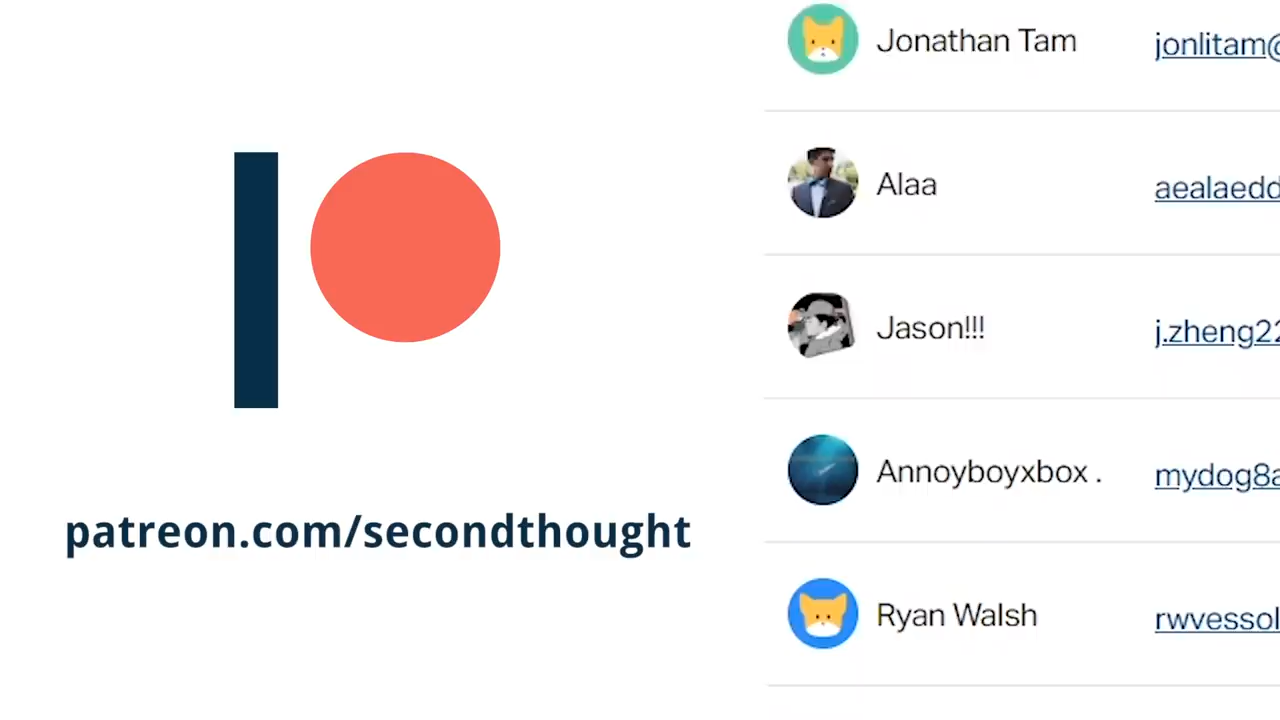 patreon.com/secondthought
Jonathan Tam jonlitam@
Alaa aealaedd
Jason!!! j.zheng22
Annoyboyxbox . mydog8a
Ryan Walsh rwvessol